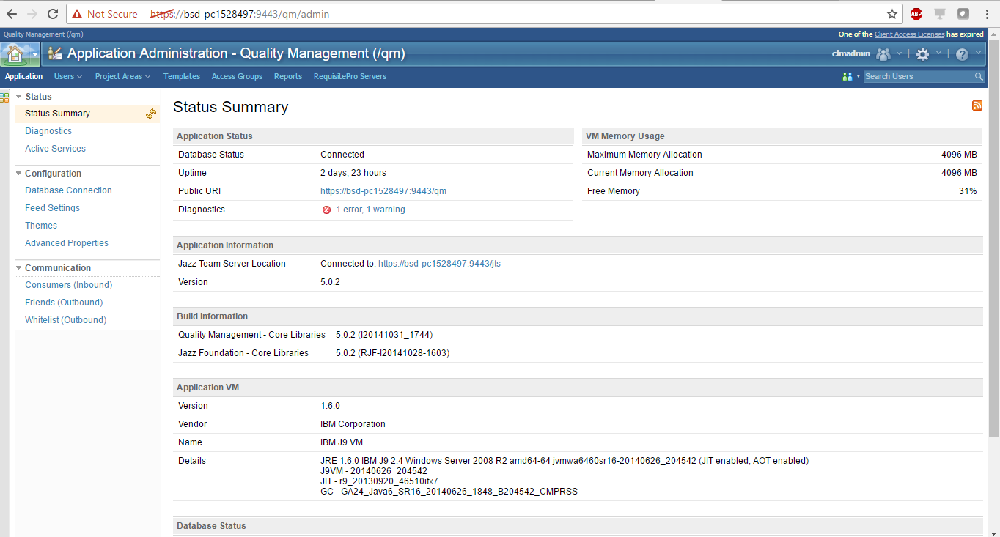 Not Secure https://bsd-pc1528497:9443/qm/admin
ABP
Quality Management (/qm) One of the Client Access Licenses has expired
Application Administration - Quality Management (/qm) clmadmin
Application Users Project Areas Templates Access Groups Reports RequisitePro Servers Search Users
Status
Status Summary
Diagnostics
Active Services
Configuration
Database Connection
Feed Settings
Themes
Advanced Properties
Communication
Consumers (Inbound)
Friends (Outbound)
Whitelist (Outbound)
Status Summary
Application Status
Database Status Connected
Uptime 2 days, 23 hours
Public URI https://bsd-pc1528497:9443/qm
Diagnostics 1 error, 1 warning
VM Memory Usage
Maximum Memory Allocation 4096 MB
Current Memory Allocation 4096 MB
Free Memory 31%
Application Information
Jazz Team Server Location Connected to: https://bsd-pc1528497:9443/jts
Version 5.0.2
Build Information
Quality Management - Core Libraries 5.0.2 (I20141031_1744)
Jazz Foundation - Core Libraries 5.0.2 (RJF-I20141028-1603)
Application VM
Version 1.6.0
Vendor IBM Corporation
Name IBM J9 VM
Details JRE 1.6.0 IBM J9 2.4 Windows Server 2008 R2 amd64-64 jvmwa6460sr16-20140626_204542 (JIT enabled, AOT enabled)
J9VM - 20140626_204542
JIT - r9_20130920_46510ifx7
GC - GA24_Java6_SR16_20140626_1848_B204542_CMPRSS
Database Status